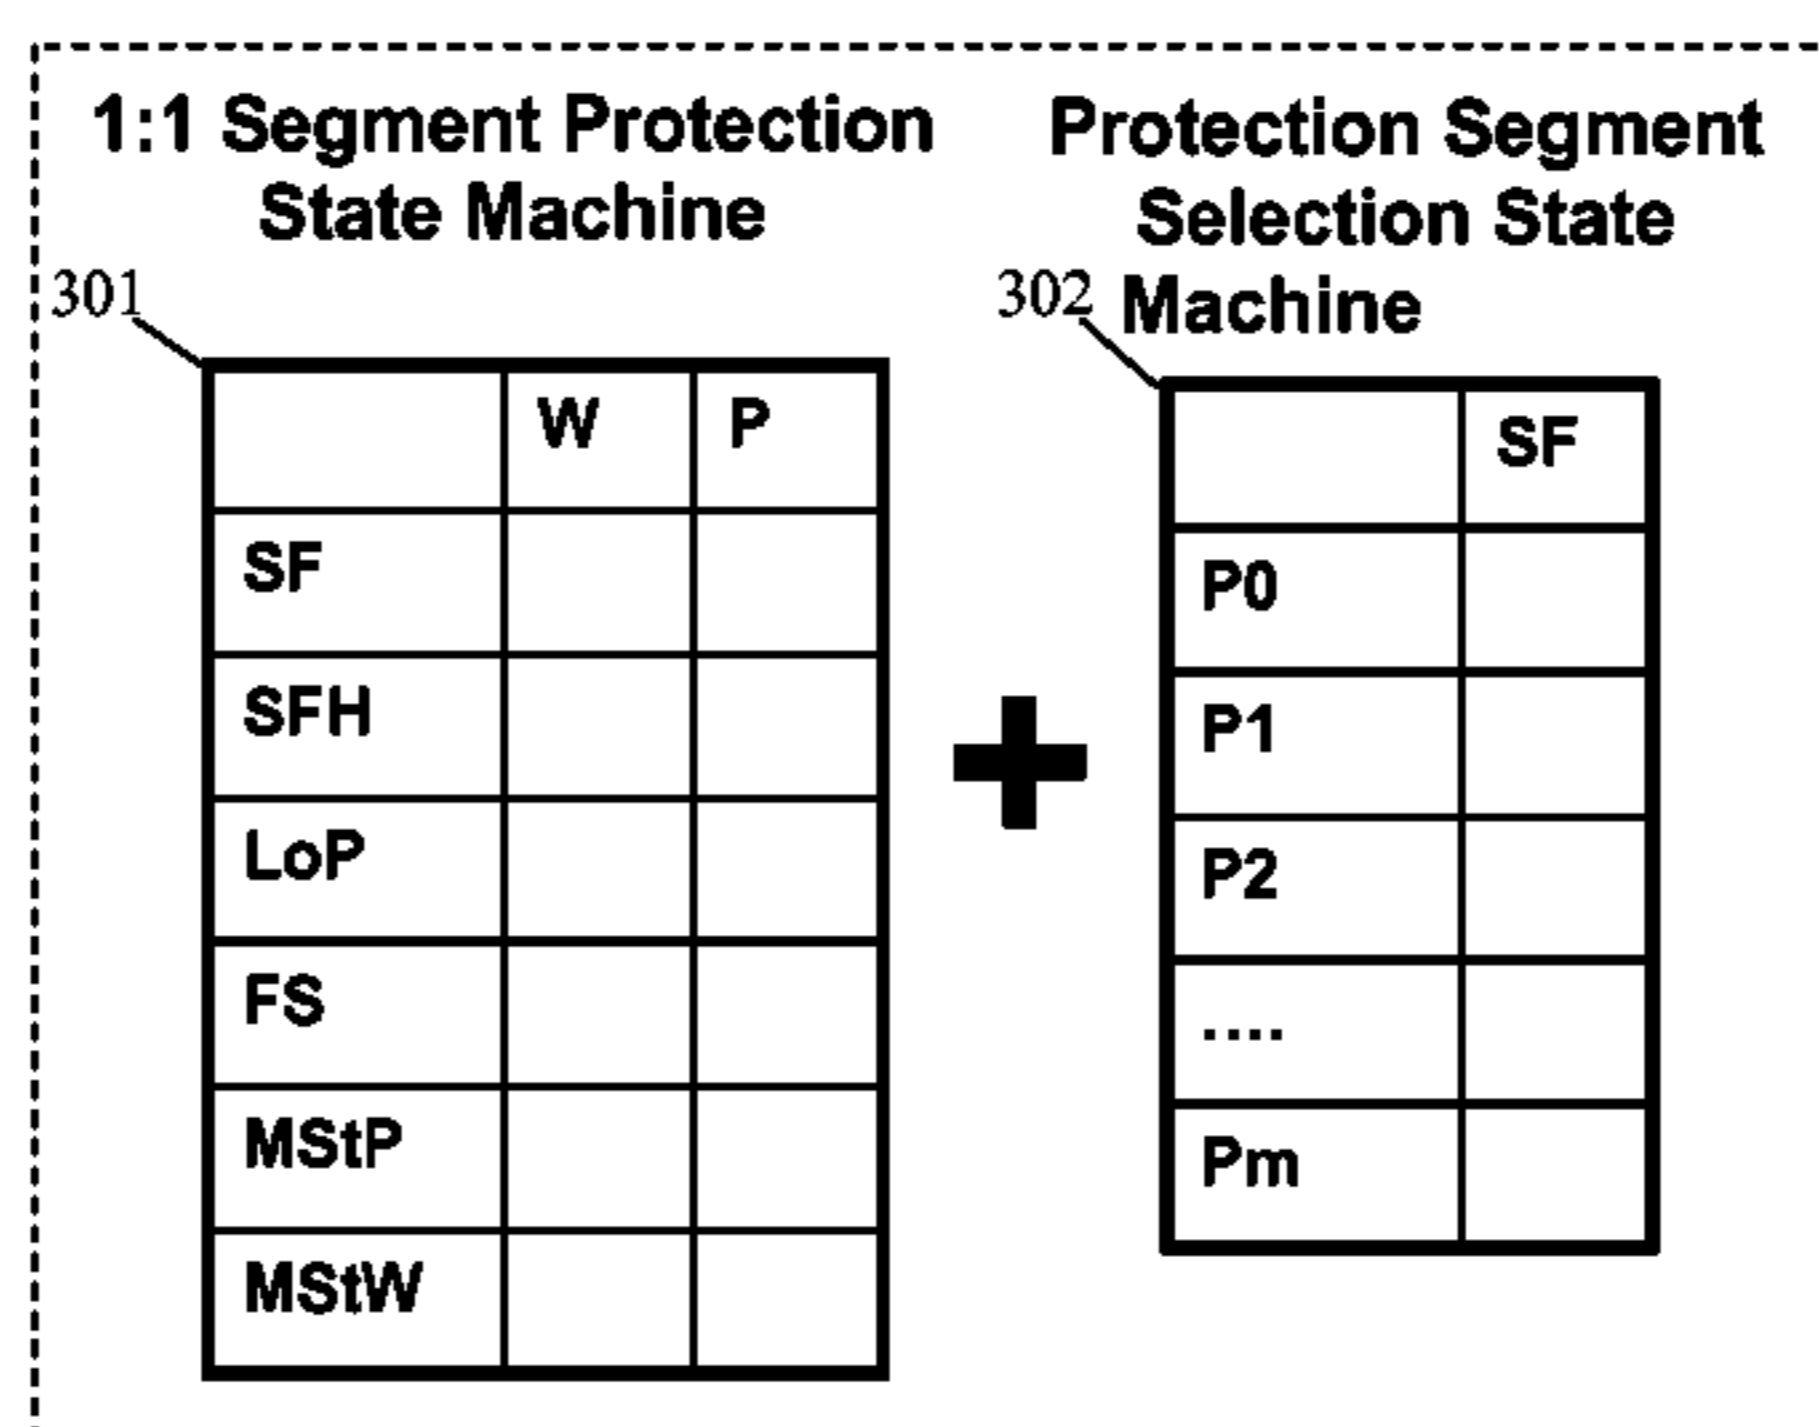 1:1 Segment Protection
State Machine
Protection Segment
Selection State
Machine
301
302
W P
SF
SFH
LoP
FS
MStP
MStW
SF
P0
P1
P2
....
Pm